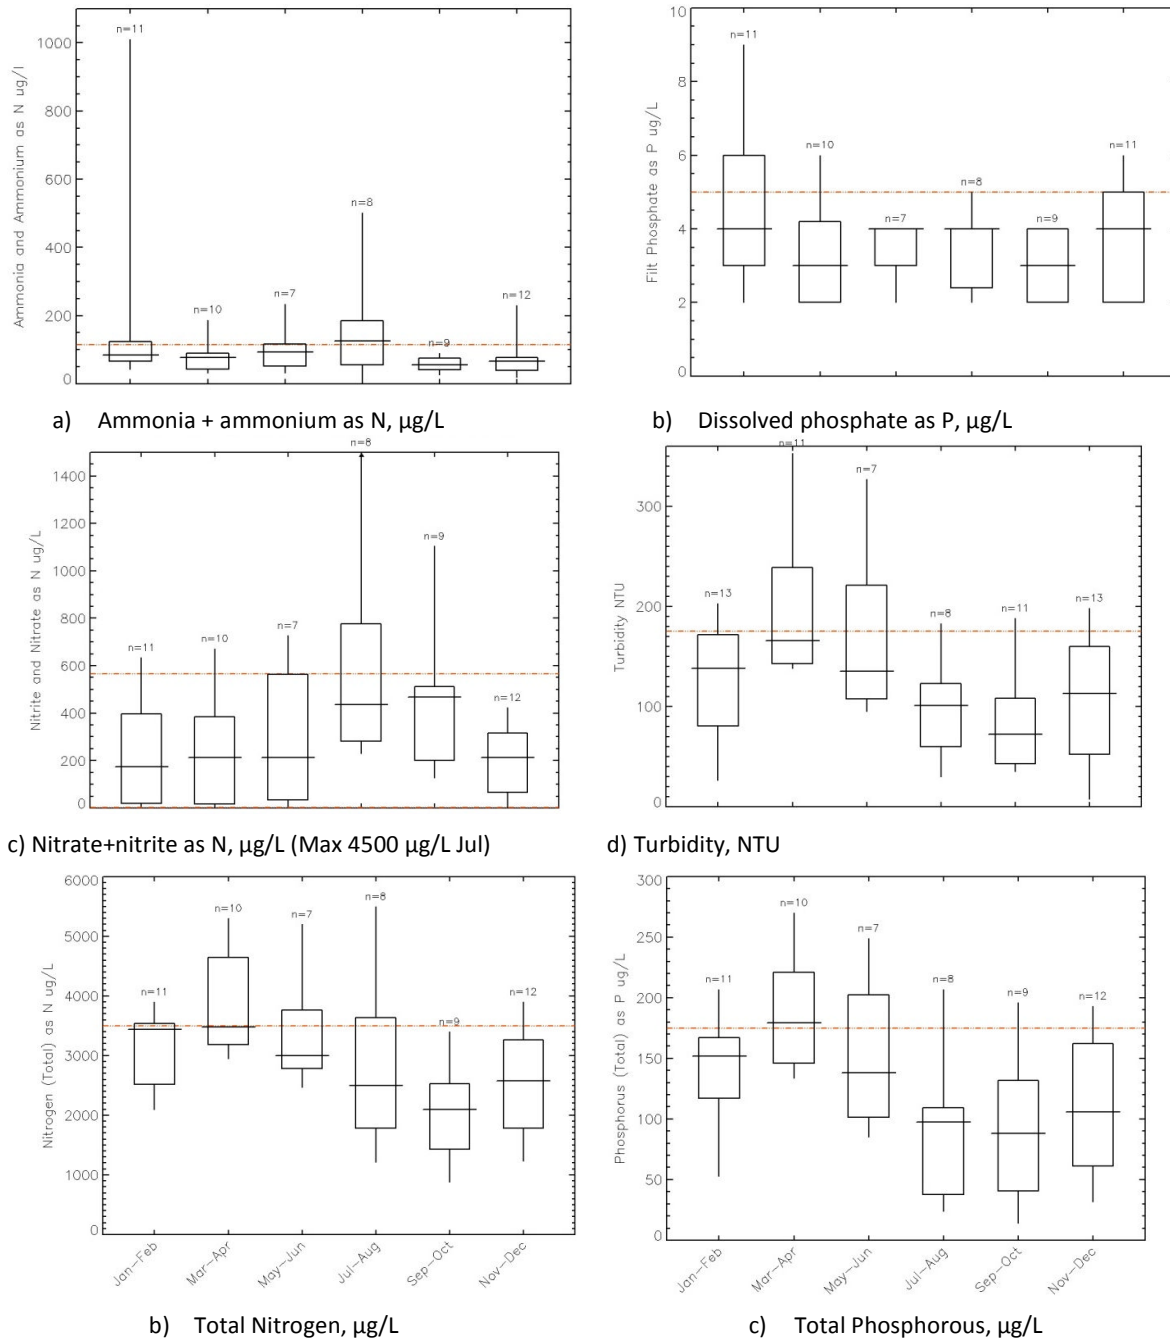 Ammonia and Ammonium as N ug/l
1000
800
600
400
200
0
n=11
n=10
n=7
n=8
n=9
n=12
a) Ammonia + ammonium as N, µg/L
Filt Phosphate as P ug/L
10
8
6
4
2
0
n=11
n=10
n=7
n=8
n=9
n=11
b) Dissolved phosphate as P, µg/L
Nitrite and Nitrate as N ug/L
1400
1200
1000
800
600
400
200
0
n=11
n=10
n=7
n=8
n=9
n=12
c) Nitrate+nitrite as N, µg/L (Max 4500 µg/L Jul)
Turbidity NTU
300
200
100
0
n=13
n=11
n=7
n=8
n=11
n=13
d) Turbidity, NTU
Nitrogen (Total) as N ug/L
6000
5000
4000
3000
2000
1000
0
n=11
n=10
n=7
n=8
n=9
n=12
Jan-Feb
Mar-Apr
May-Jun
Jul-Aug
Sep-Oct
Nov-Dec
b) Total Nitrogen, µg/L
Phosphorus (Total) as P ug/L
300
250
200
150
100
50
0
n=11
n=10
n=7
n=8
n=9
n=12
Jan-Feb
Mar-Apr
May-Jun
Jul-Aug
Sep-Oct
Nov-Dec
c) Total Phosphorous, µg/L